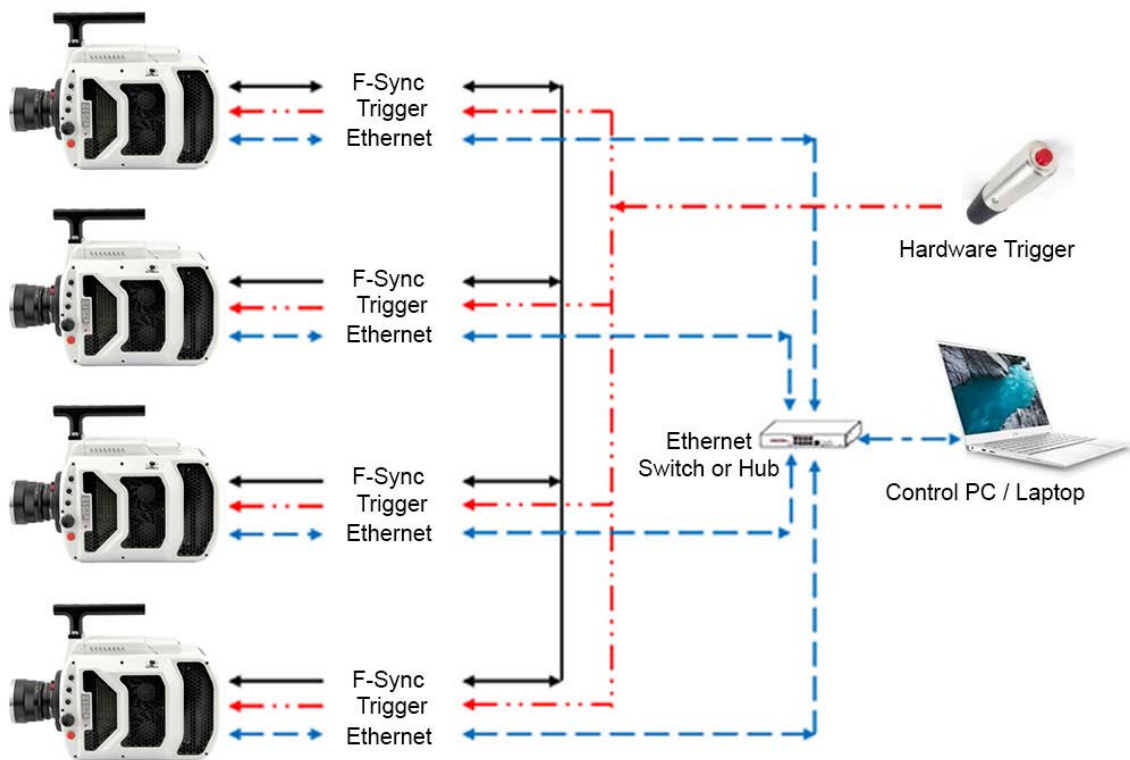 F-Sync
Trigger
Ethernet
Hardware Trigger
F-Sync
Trigger
Ethernet
Ethernet
Switch or Hub
Control PC / Laptop
F-Sync
Trigger
Ethernet
F-Sync
Trigger
Ethernet